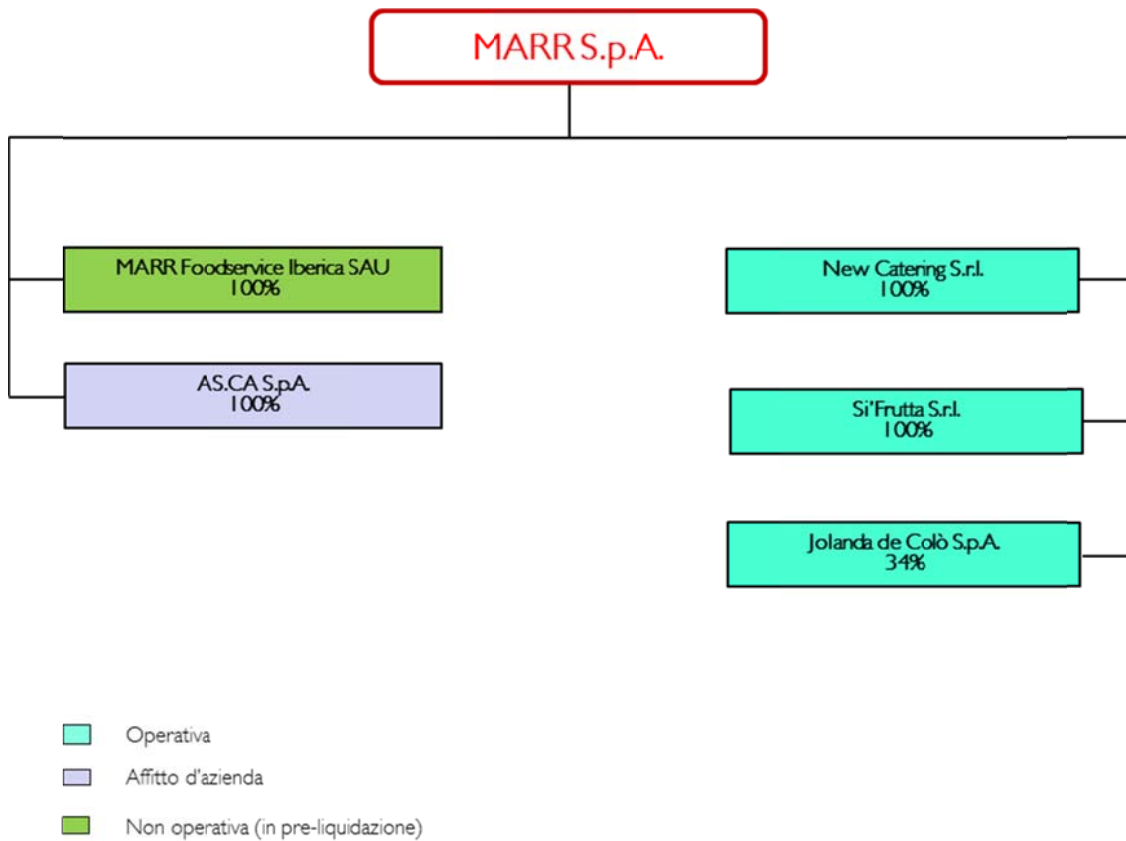 MARR S.p.A.
MARR Foodservice Iberica SAU
100%
New Catering S.r.l.
100%
AS.CA S.p.A.
100%
Si'Frutta S.r.l.
100%
Jolanda de Colò S.p.A.
34%
Operativa
Affitto d'azienda
Non operativa (in pre-liquidazione)